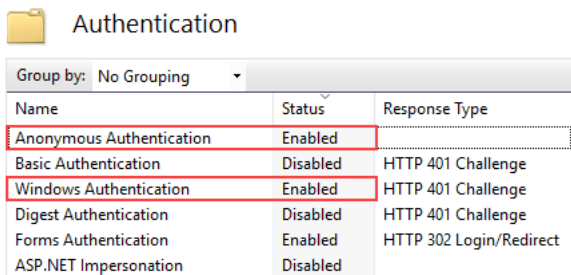 Authentication
Group by: No Grouping
Name Status Response Type
Anonymous Authentication Enabled
Basic Authentication Disabled HTTP 401 Challenge
Windows Authentication Enabled HTTP 401 Challenge
Digest Authentication Disabled HTTP 401 Challenge
Forms Authentication Enabled HTTP 302 Login/Redirect
ASP.NET Impersonation Disabled